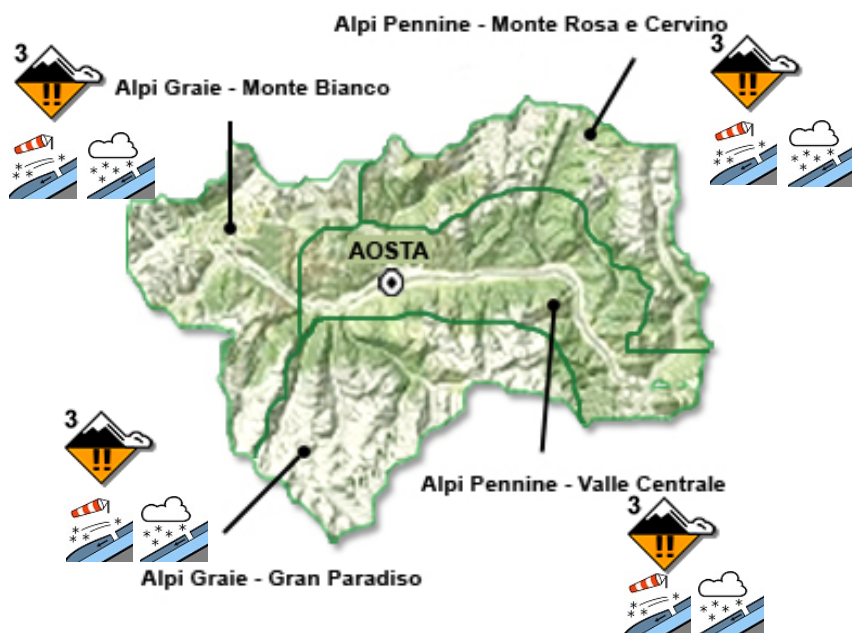 Alpi Pennine - Monte Rosa e Cervino
3
3
Alpi Graie - Monte Bianco
!!
!!
AOSTA
3
!!
Alpi Pennine - Valle Centrale
3
!!
Alpi Graie - Gran Paradiso